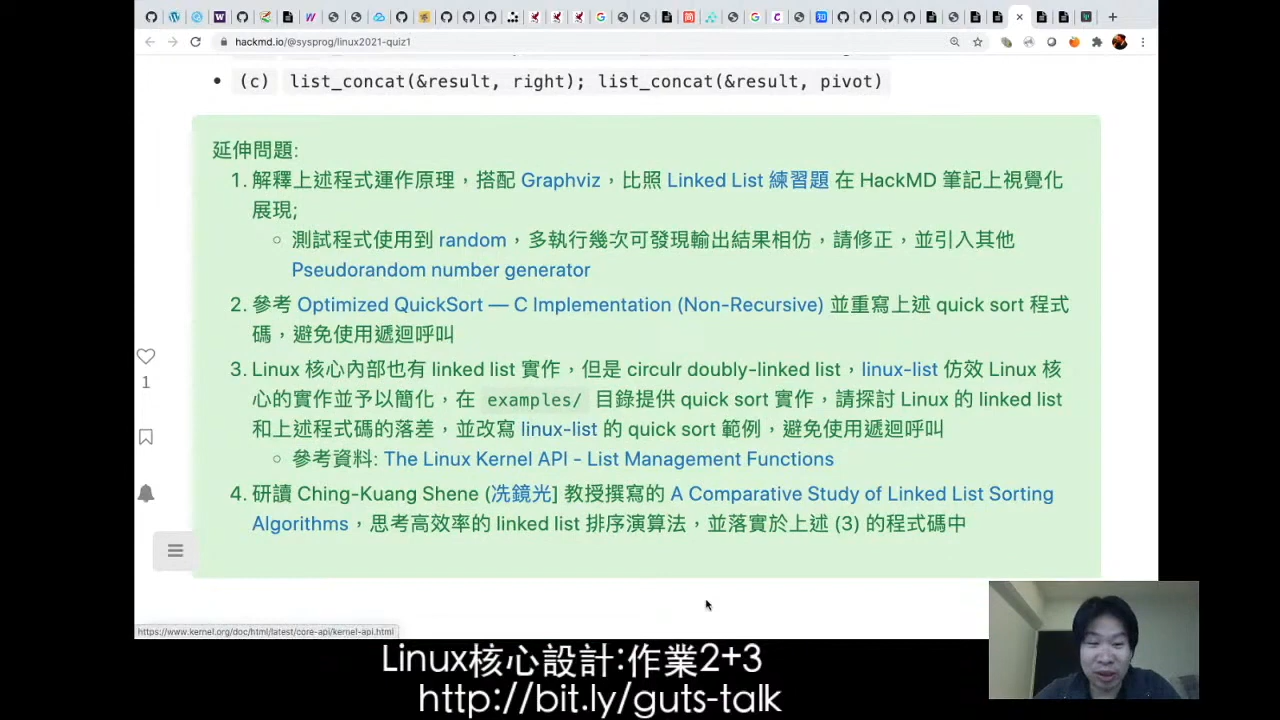 hackmd.io/@sysprog/linux2021-quiz1
(c) list_concat(&result, right); list_concat(&result, pivot)
延伸問題:
1. 解釋上述程式運作原理，搭配 Graphviz，比照 Linked List 練習題 在 HackMD 筆記上視覺化
展現;
測試程式使用到 random，多執行幾次可發現輸出結果相仿，請修正，並引入其他
Pseudorandom number generator
2. 參考 Optimized QuickSort — C Implementation (Non-Recursive) 並重寫上述 quick sort 程式
碼，避免使用遞迴呼叫
3. Linux 核心內部也有 linked list 實作，但是 circulr doubly-linked list，linux-list 仿效 Linux 核
心的實作並予以簡化，在 examples/ 目錄提供 quick sort 實作，請探討 Linux 的 linked list
和上述程式碼的落差，並改寫 linux-list 的 quick sort 範例，避免使用遞迴呼叫
參考資料: The Linux Kernel API - List Management Functions
4. 研讀 Ching-Kuang Shene (冼鏡光] 教授撰寫的 A Comparative Study of Linked List Sorting
Algorithms，思考高效率的 linked list 排序演算法，並落實於上述 (3) 的程式碼中
1
https://www.kernel.org/doc/html/latest/core-api/kernel-api.html
Linux核心設計:作業2+3
http://bit.ly/guts-talk